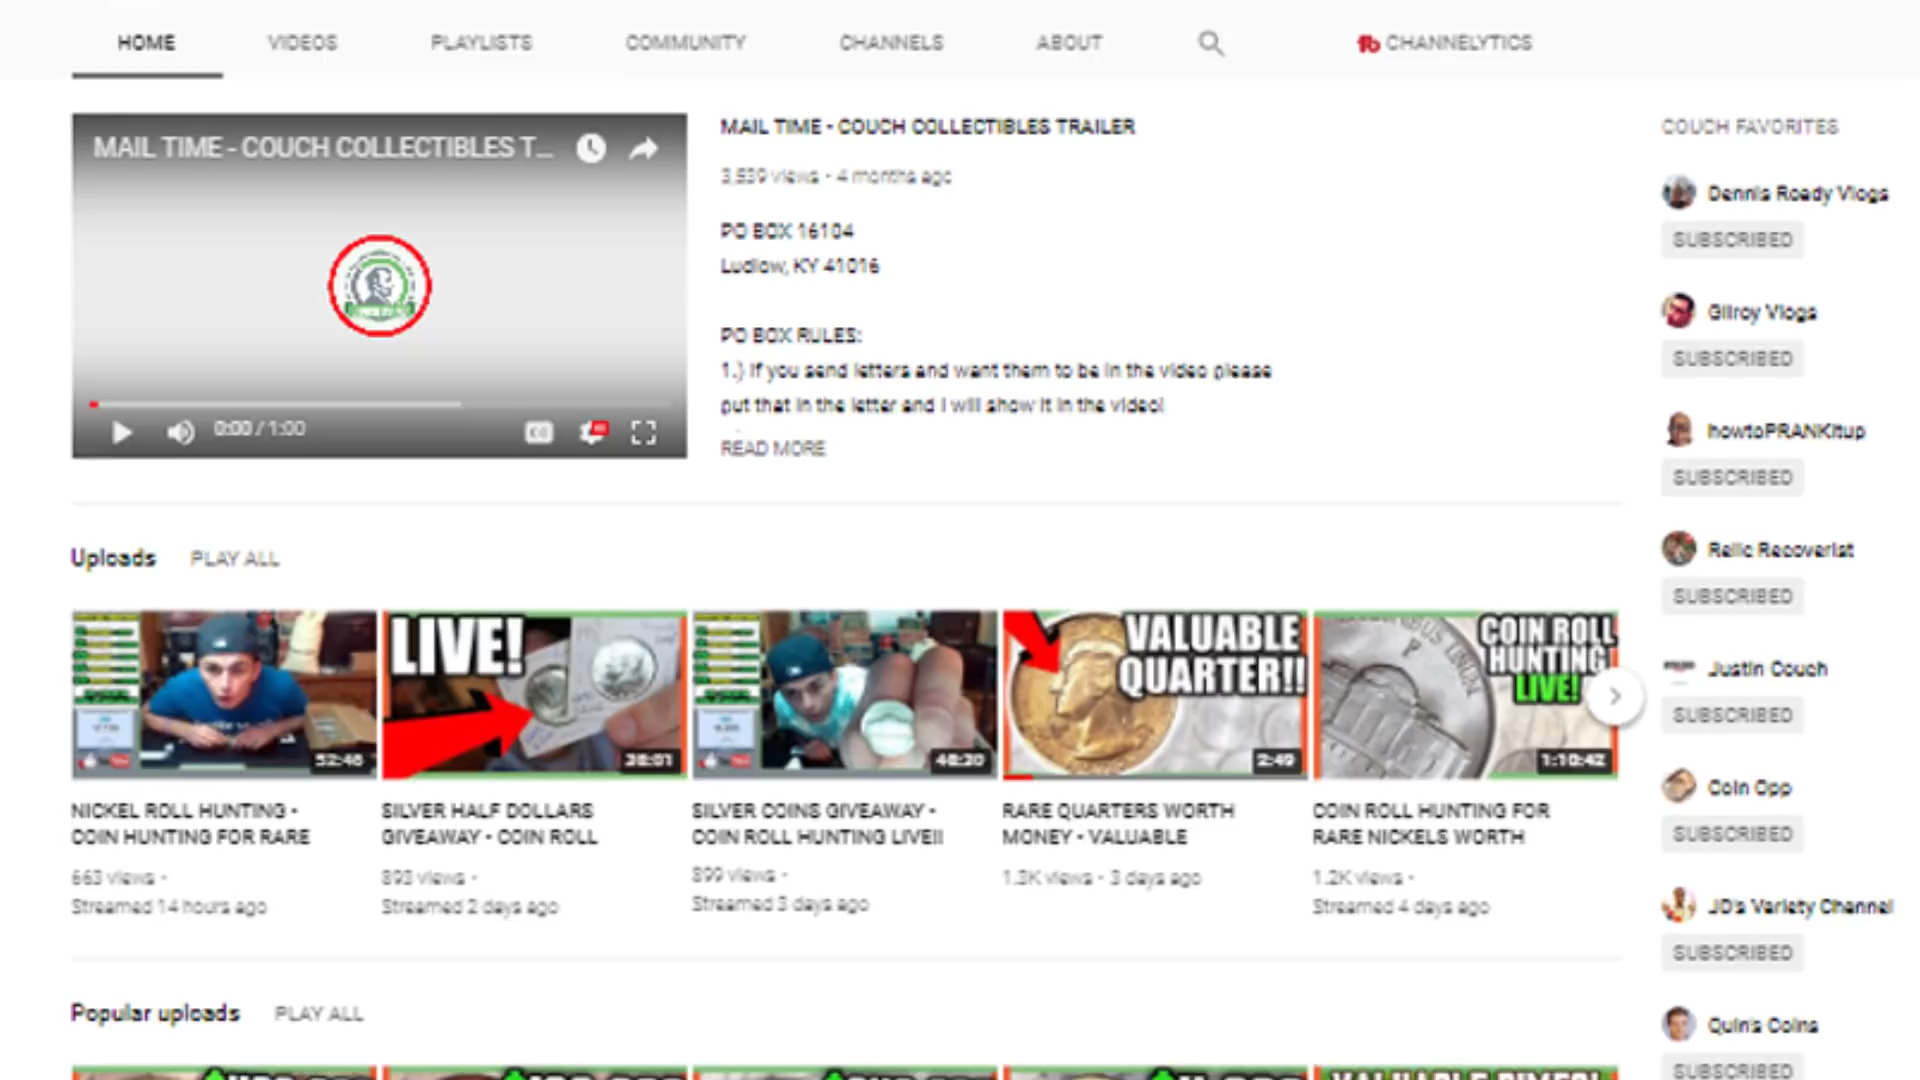 HOME
VIDEOS
PLAYLISTS
COMMUNITY
CHANNELS
ABOUT
CHANNELYTICS
MAIL TIME - COUCH COLLECTIBLES T...
0:00 / 1:00
MAIL TIME - COUCH COLLECTIBLES TRAILER
3,539 views - 4 months ago
PO BOX 16104
Ludlow, KY 41016
PO BOX RULES:
1.) If you send letters and want them to be in the video please
put that in the letter and I will show it in the video!
READ MORE
COUCH FAVORITES
Dennis Roady Vlogs
SUBSCRIBED
Gilroy Vlogs
SUBSCRIBED
howtoPRANKitup
SUBSCRIBED
Relic Recoverist
SUBSCRIBED
Justin Couch
SUBSCRIBED
Coin Opp
SUBSCRIBED
JD's Variety Channel
SUBSCRIBED
Quin's Coins
SUBSCRIBED
Uploads
PLAY ALL
52:46
LIVE!
38:01
48:20
VALUABLE
QUARTER!!
2:49
COIN ROLL
HUNTING
LIVE!
1:10:42
NICKEL ROLL HUNTING -
COIN HUNTING FOR RARE
663 views -
Streamed 14 hours ago
SILVER HALF DOLLARS
GIVEAWAY - COIN ROLL
893 views -
Streamed 2 days ago
SILVER COINS GIVEAWAY -
COIN ROLL HUNTING LIVE!!
899 views -
Streamed 3 days ago
RARE QUARTERS WORTH
MONEY - VALUABLE
1.3K views - 3 days ago
COIN ROLL HUNTING FOR
RARE NICKELS WORTH
1.2K views -
Streamed 4 days ago
Popular uploads
PLAY ALL